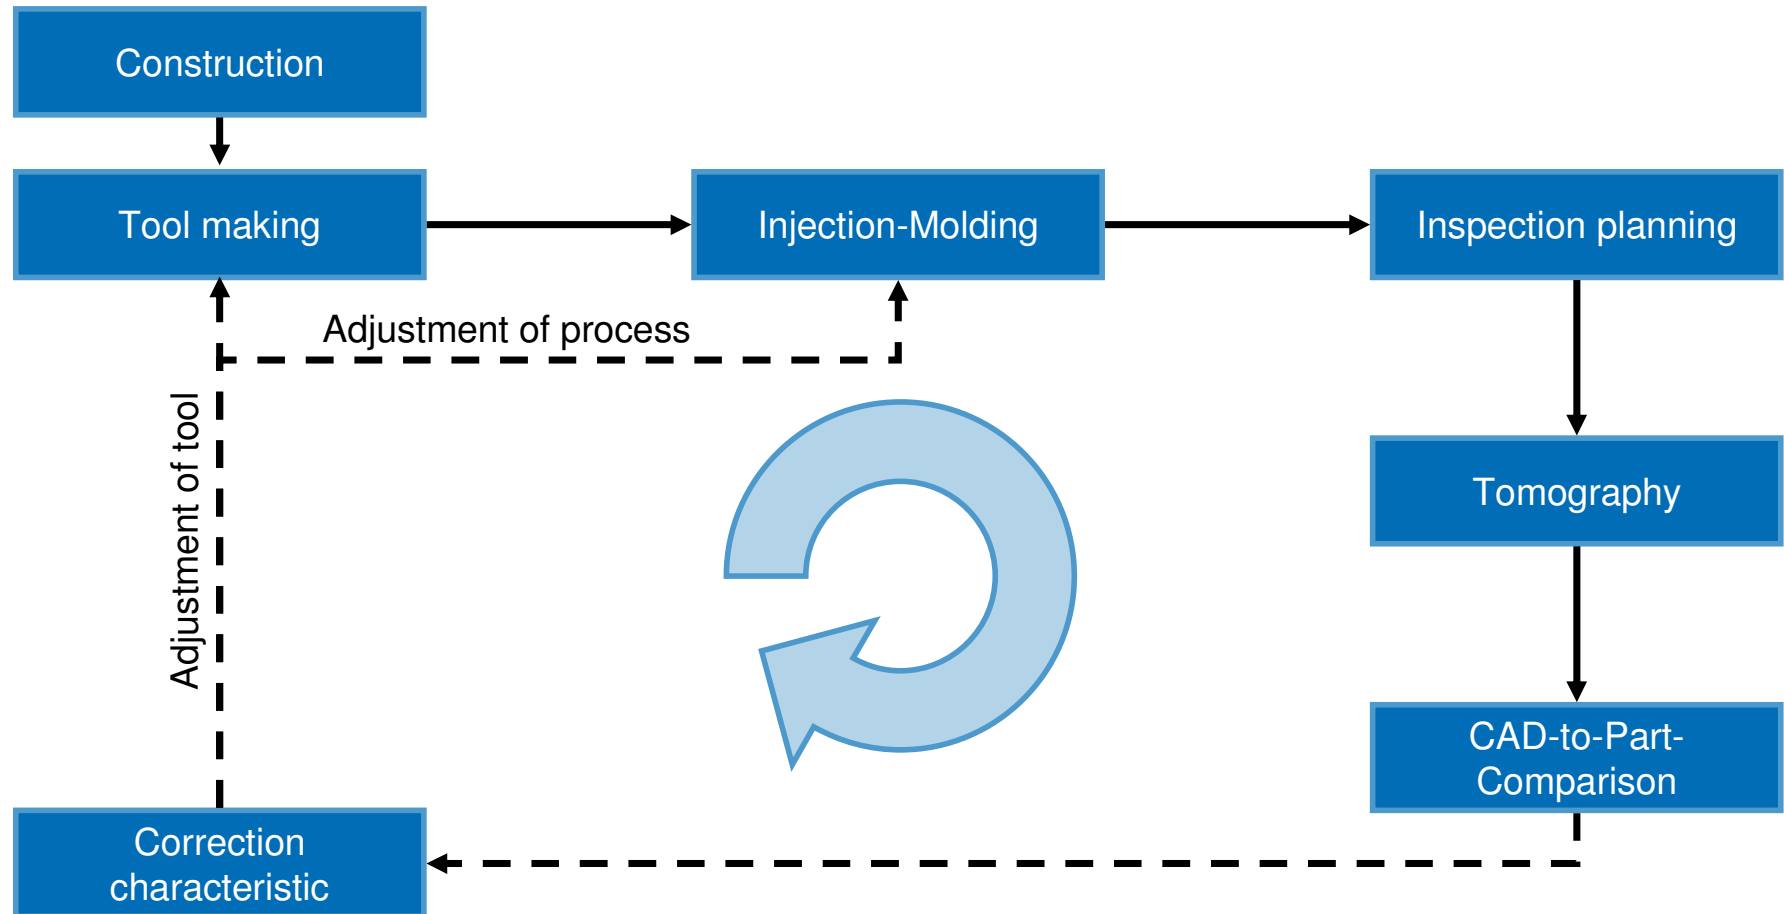 Construction
Tool making
Injection-Molding
Inspection planning
Adjustment of process
Adjustment of tool
Tomography
CAD-to-Part-
Comparison
Correction
characteristic